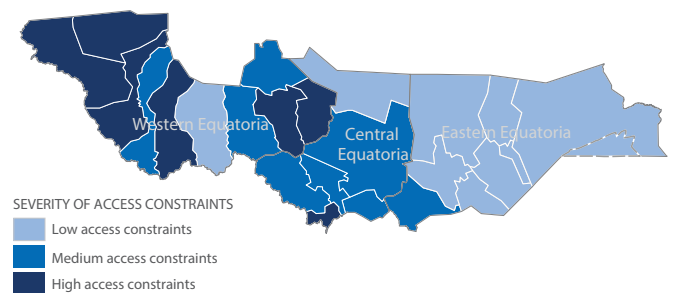 Western Equatoria
Central
Equatoria
Eastern Equatoria
SEVERITY OF ACCESS CONSTRAINTS
Low access constraints
Medium access constraints
High access constraints